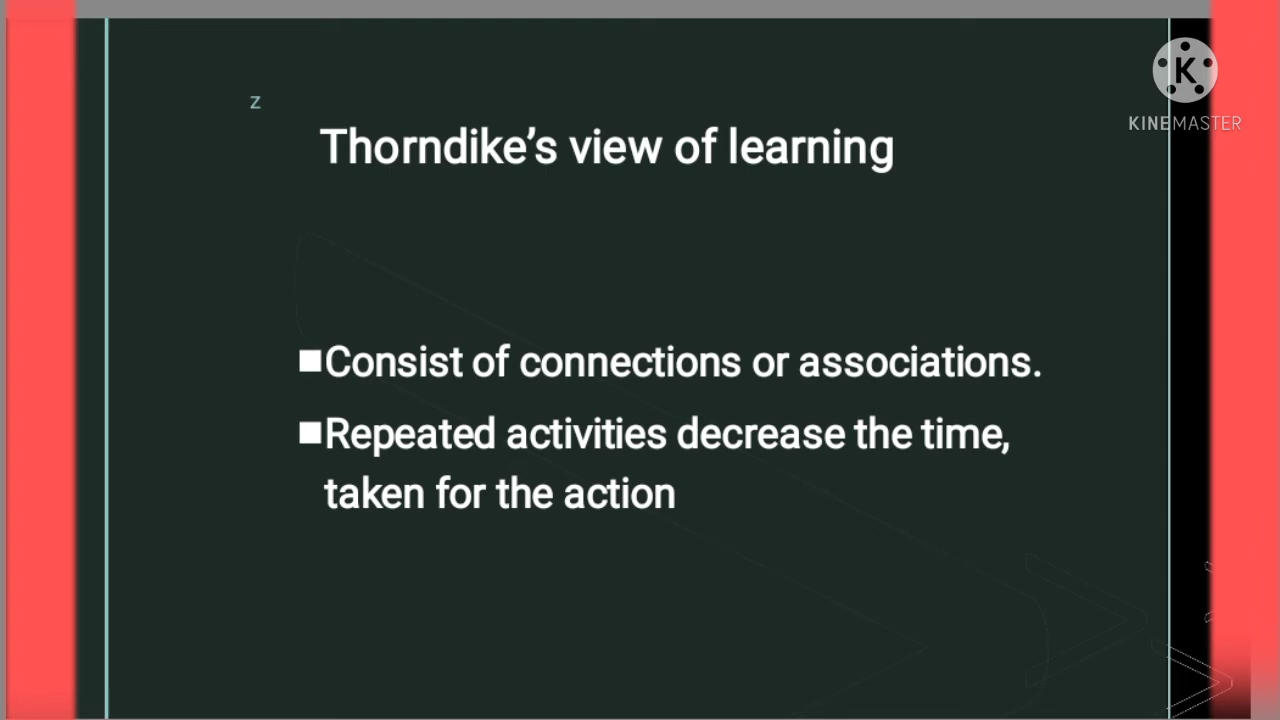 KINEMASTER
z
Thorndike’s view of learning
■Consist of connections or associations.
■Repeated activities decrease the time,
taken for the action